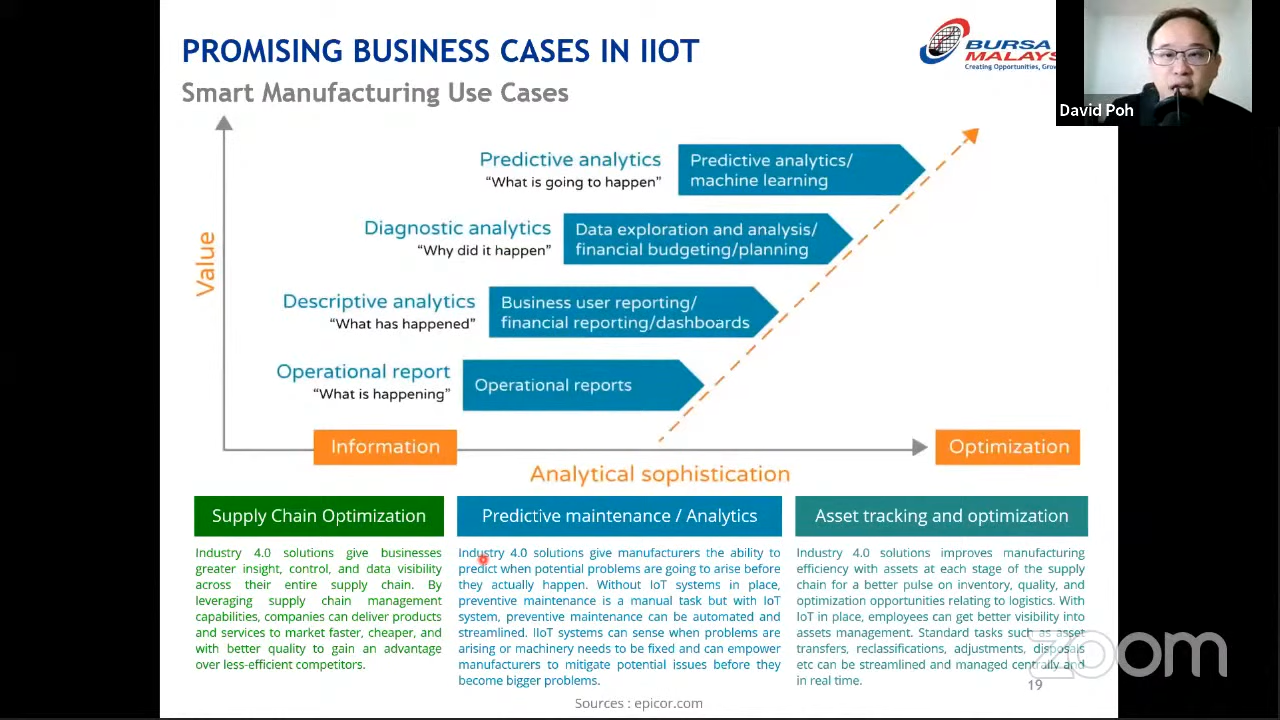 PROMISING BUSINESS CASES IN IIOT
Smart Manufacturing Use Cases
BURSA
MALAYS
Creating Opportunities, Grow
David Poh
Value
Predictive analytics
“What is going to happen”
Predictive analytics/
machine learning
Diagnostic analytics
“Why did it happen”
Data exploration and analysis/
financial budgeting/planning
Descriptive analytics
“What has happened”
Business user reporting/
financial reporting/dashboards
Operational report
“What is happening”
Operational reports
Information
Optimization
Analytical sophistication
Supply Chain Optimization
Industry 4.0 solutions give businesses
greater insight, control, and data visibility
across their entire supply chain. By
leveraging supply chain management
capabilities, companies can deliver products
and services to market faster, cheaper, and
with better quality to gain an advantage
over less-efficient competitors.
Predictive maintenance / Analytics
Industry 4.0 solutions give manufacturers the ability to
predict when potential problems are going to arise before
they actually happen. Without IoT systems in place,
preventive maintenance is a manual task but with IoT
system, preventive maintenance can be automated and
streamlined. IIoT systems can sense when problems are
arising or machinery needs to be fixed and can empower
manufacturers to mitigate potential issues before they
become bigger problems.
Asset tracking and optimization
Industry 4.0 solutions improves manufacturing
efficiency with assets at each stage of the supply
chain for a better pulse on inventory, quality, and
optimization opportunities relating to logistics. With
IoT in place, employees can get better visibility into
assets management. Standard tasks such as asset
transfers, reclassifications, adjustments, disposals
etc can be streamlined and managed centrally and
in real time.
zoom
19
Sources : epicor.com